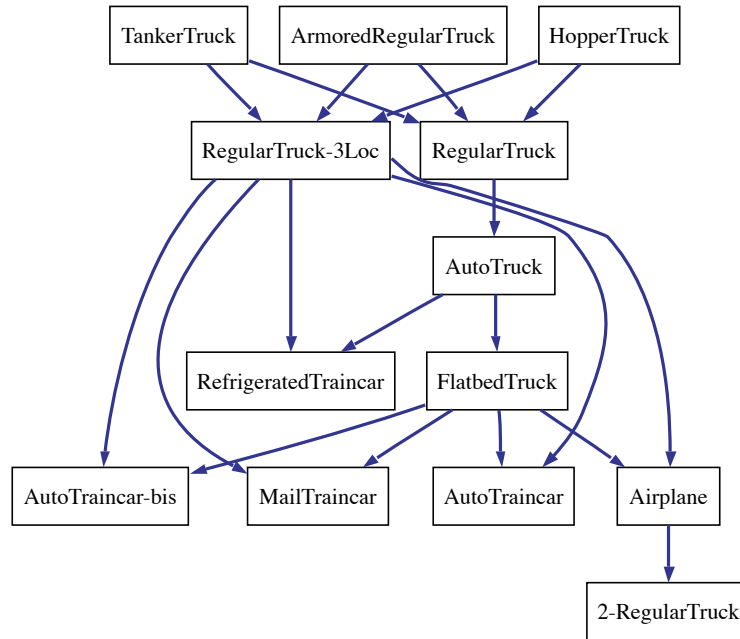 TankerTruck
ArmoredRegularTruck
HopperTruck
RegularTruck-3Loc
RegularTruck
AutoTruck
RefrigeratedTraincar
FlatbedTruck
AutoTraincar-bis
MailTraincar
AutoTraincar
Airplane
2-RegularTruck